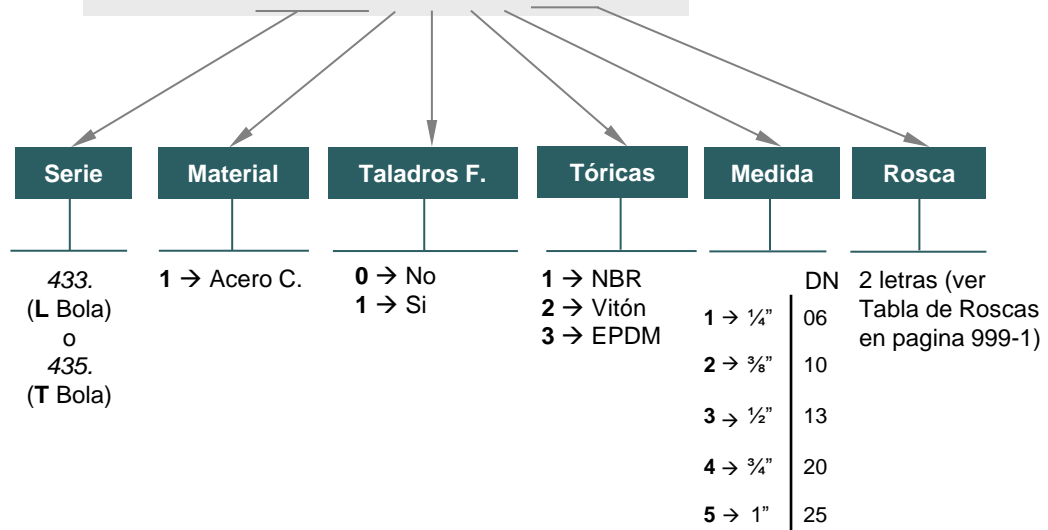 Serie
Material
Taladros F.
Tóricas
Medida
Rosca
433.
(L Bola)
o
435.
(T Bola)
1 → Acero C.
0 → No
1 → Si
1 → NBR
2 → Vitón
3 → EPDM
DN
1 → ¼” 06
2 → ⅜” 10
3 → ½” 13
4 → ¾” 20
5 → 1” 25
2 letras (ver
Tabla de Roscas
en pagina 999-1)